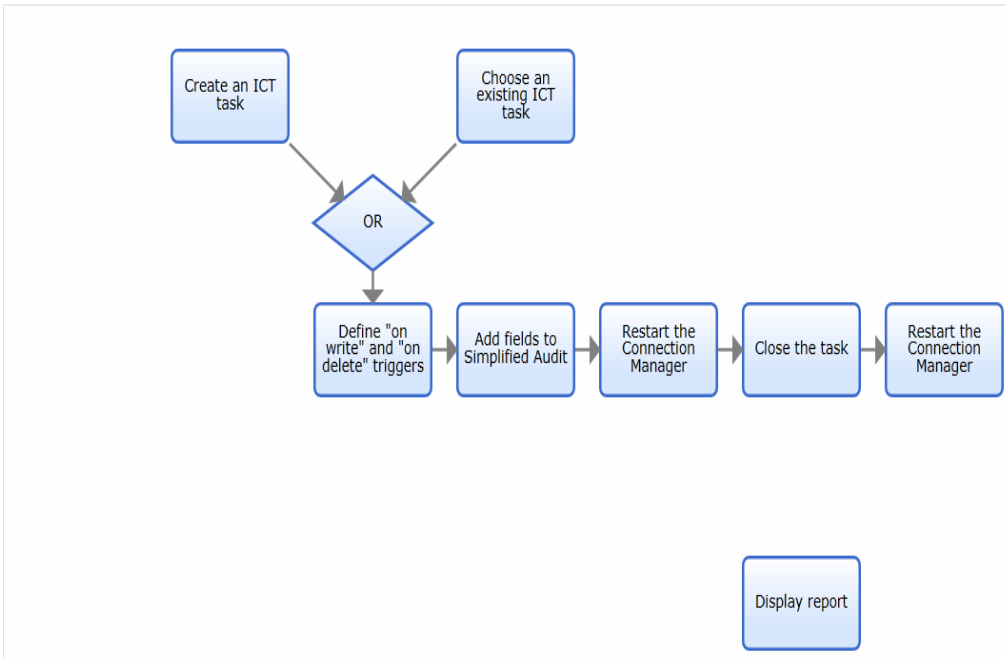 Create an ICT
task
Choose an
existing ICT
task
OR
Define "on
write" and "on
delete" triggers
Add fields to
Simplified Audit
Restart the
Connection
Manager
Close the task
Restart the
Connection
Manager
Display report